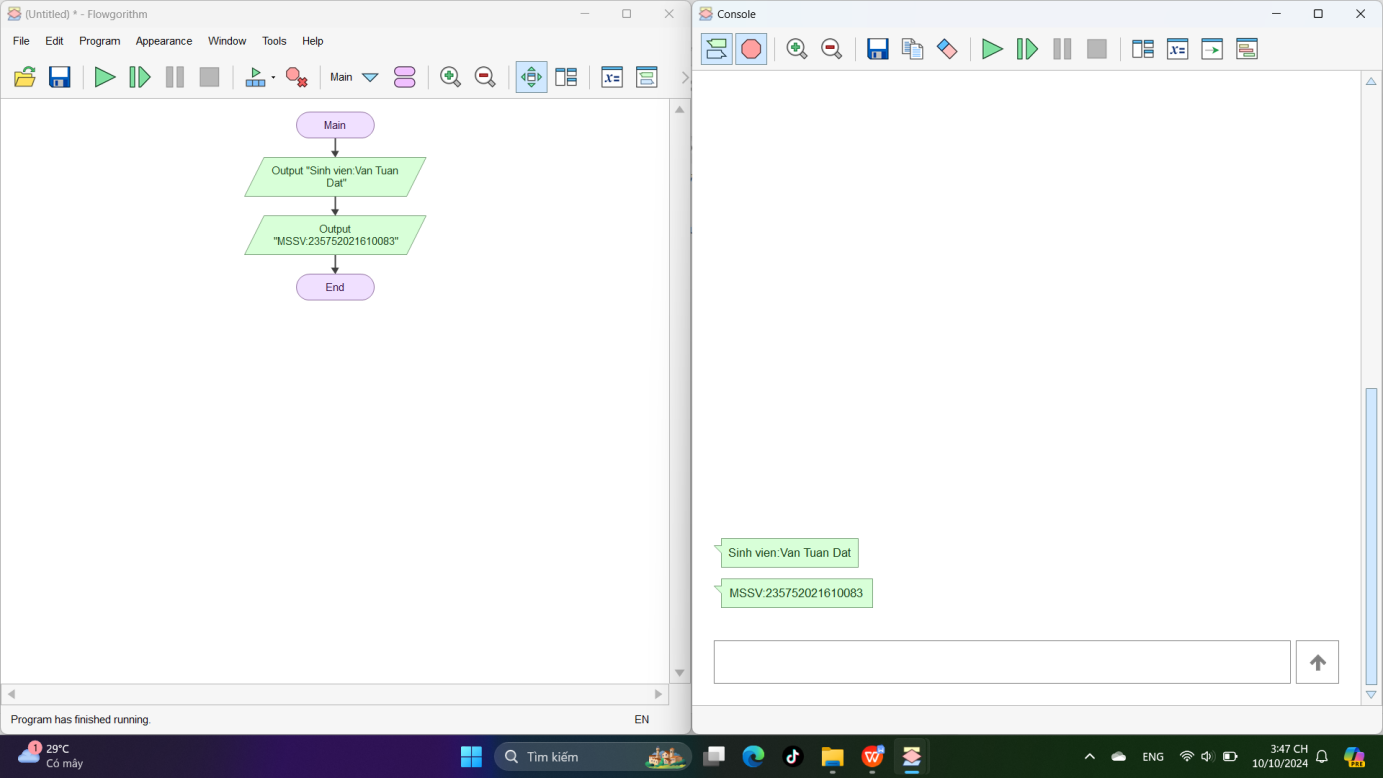 (Untitled) * - Flowgorithm
File Edit Program Appearance Window Tools Help
Main
Main
Output "Sinh vien:Van Tuan
Dat"
Output
"MSSV:235752021610083"
End
Program has finished running.
EN
Console
x=
Sinh vien:Van Tuan Dat
MSSV:235752021610083
1
29°C
Có mây
Tìm kiếm
ENG
3:47 CH
10/10/2024
PRE